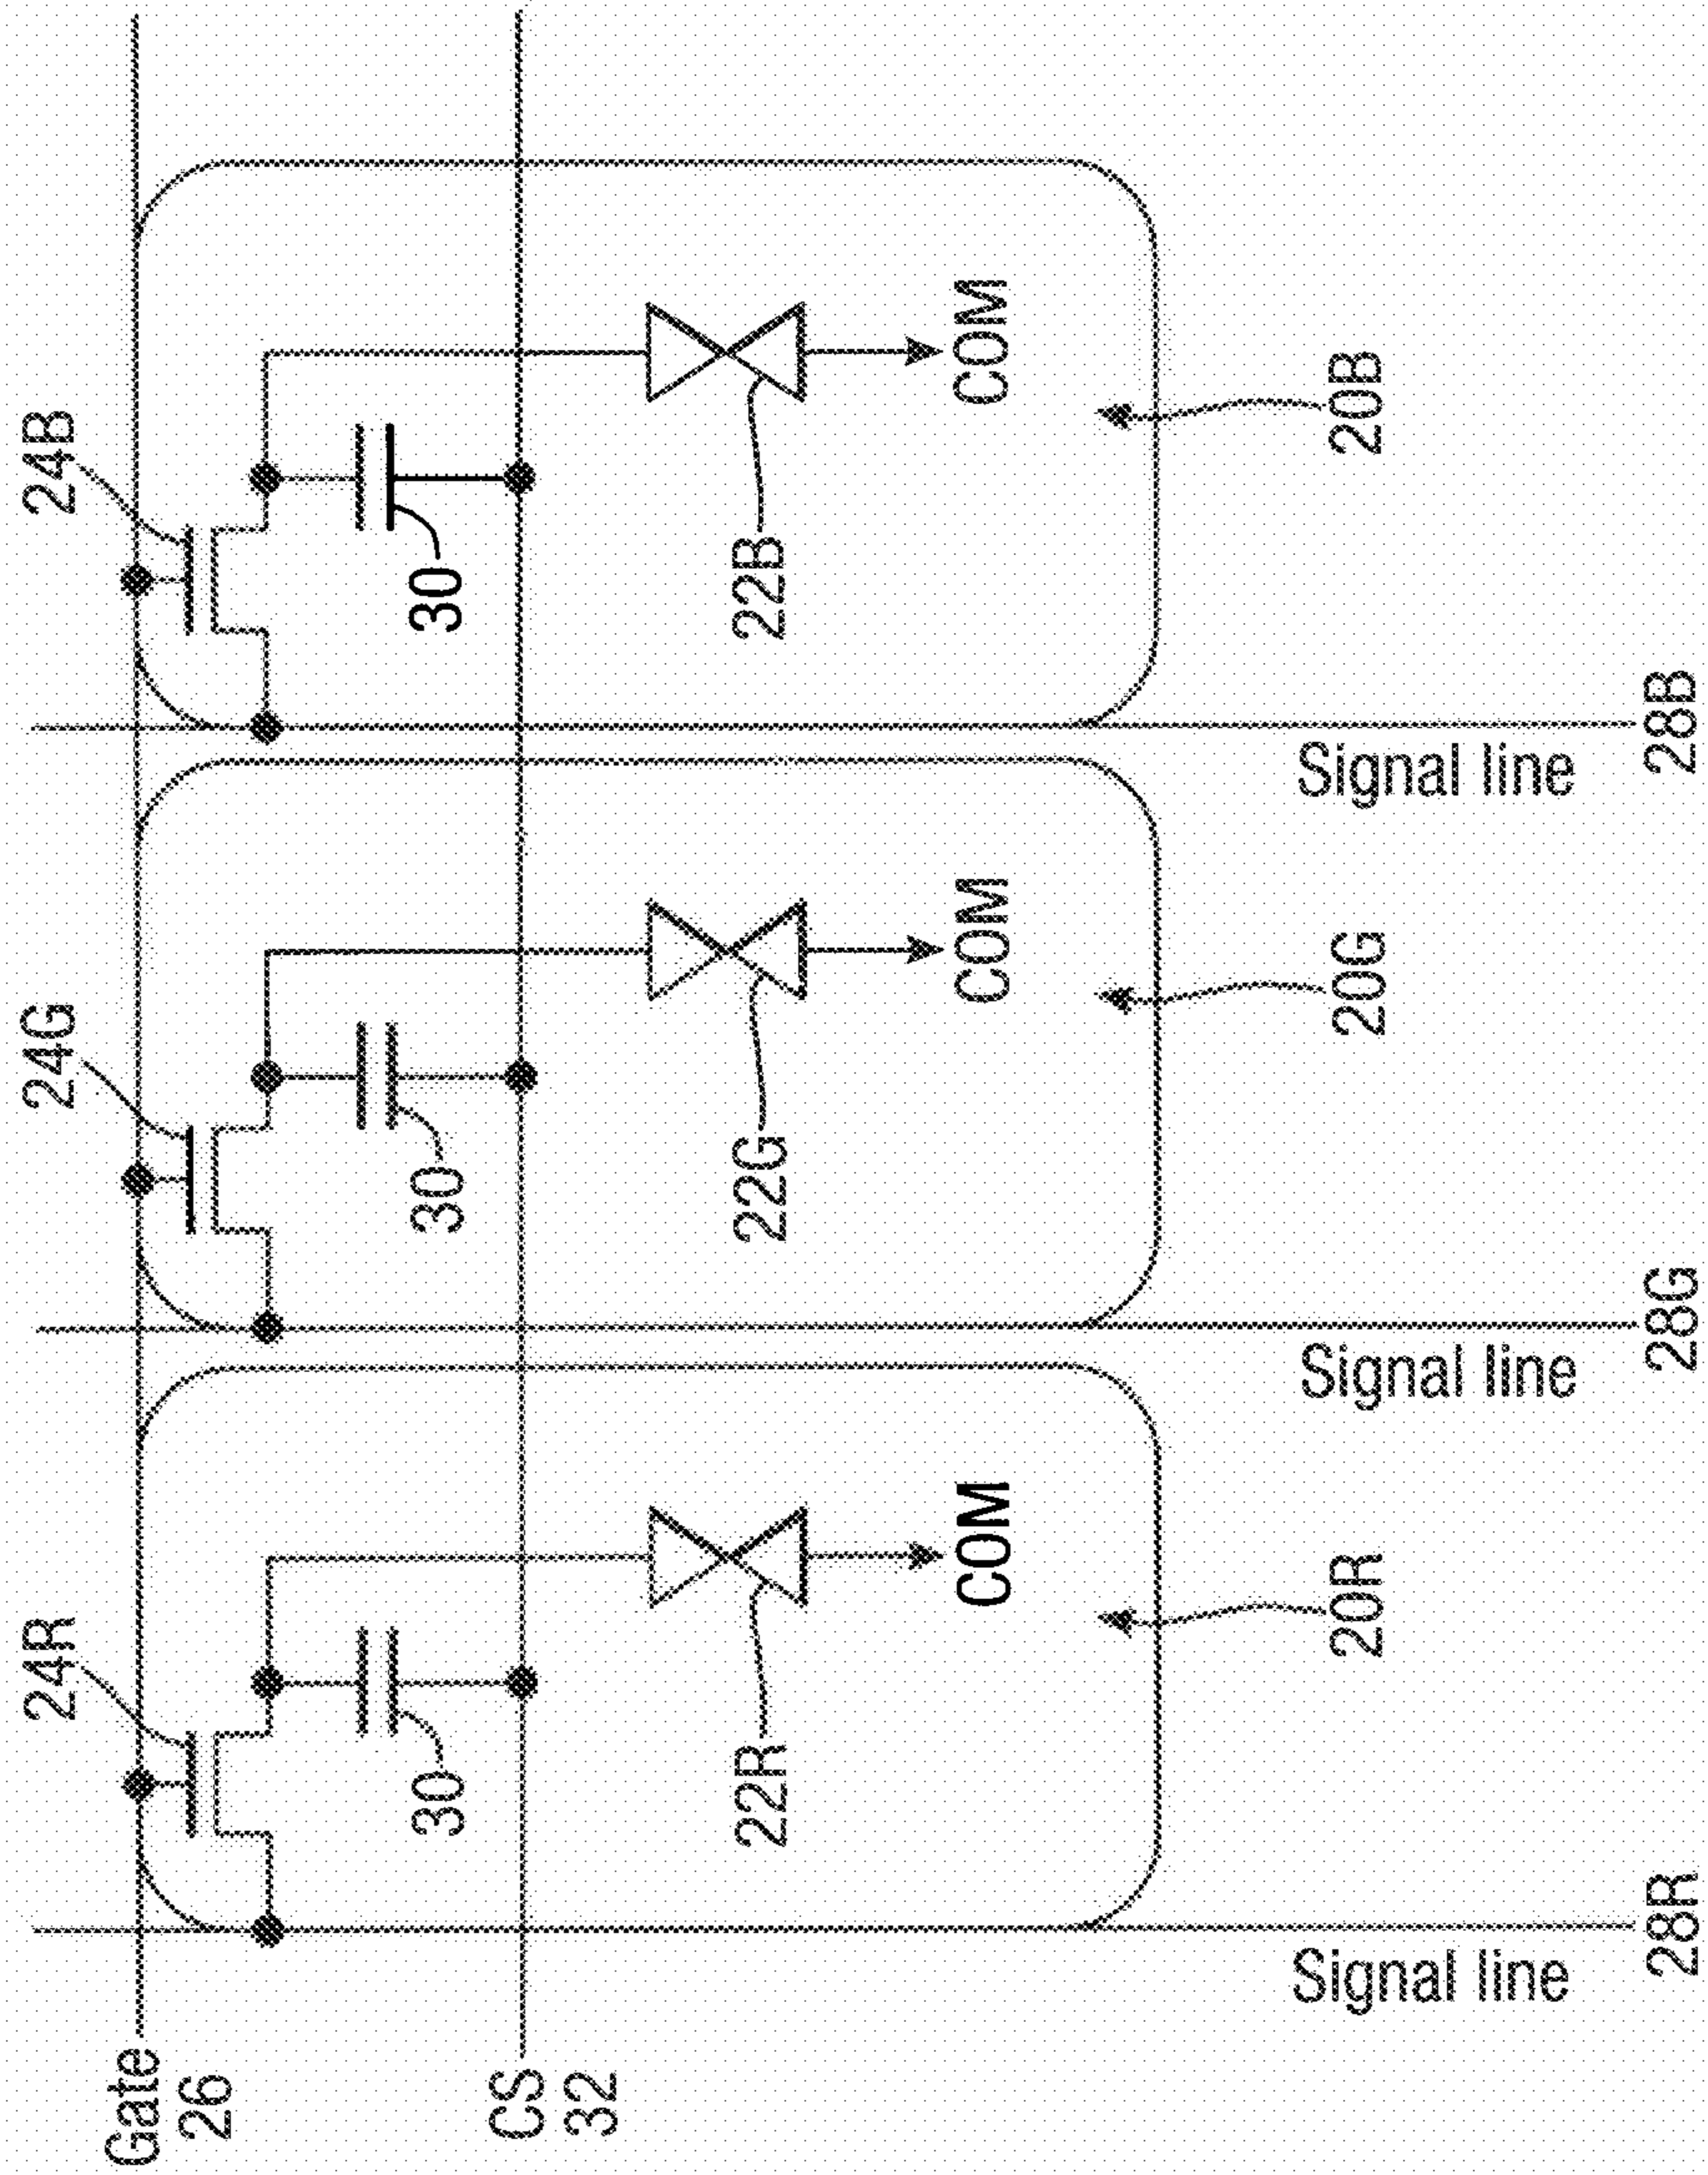 Gate
26
CS
32
24R
24G
24B
30
30
30
22R
22G
22B
COM
COM
COM
20R
20G
20B
Signal line
28R
Signal line
28G
Signal line
28B